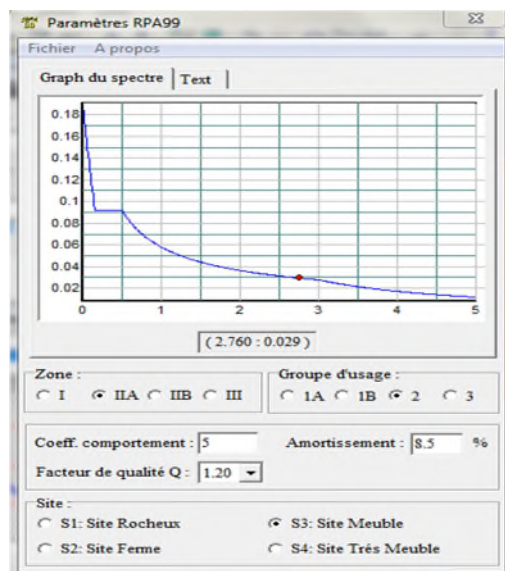 Paramètres RPA99
Fichier A propos
Graph du spectre Text
0.18
0.16
0.14
0.12
0.1
0.08
0.06
0.04
0.02
0 1 2 3 4 5
( 2.760 : 0.029 )
Zone : Groupe d'usage :
I IIA IIB III 1A 1B 2 3
Coeff. comportement : 5 Amortissement : 8.5 %
Facteur de qualité Q : 1.20
Site :
S1: Site Rocheux S3: Site Meuble
S2: Site Ferme S4: Site Trés Meuble